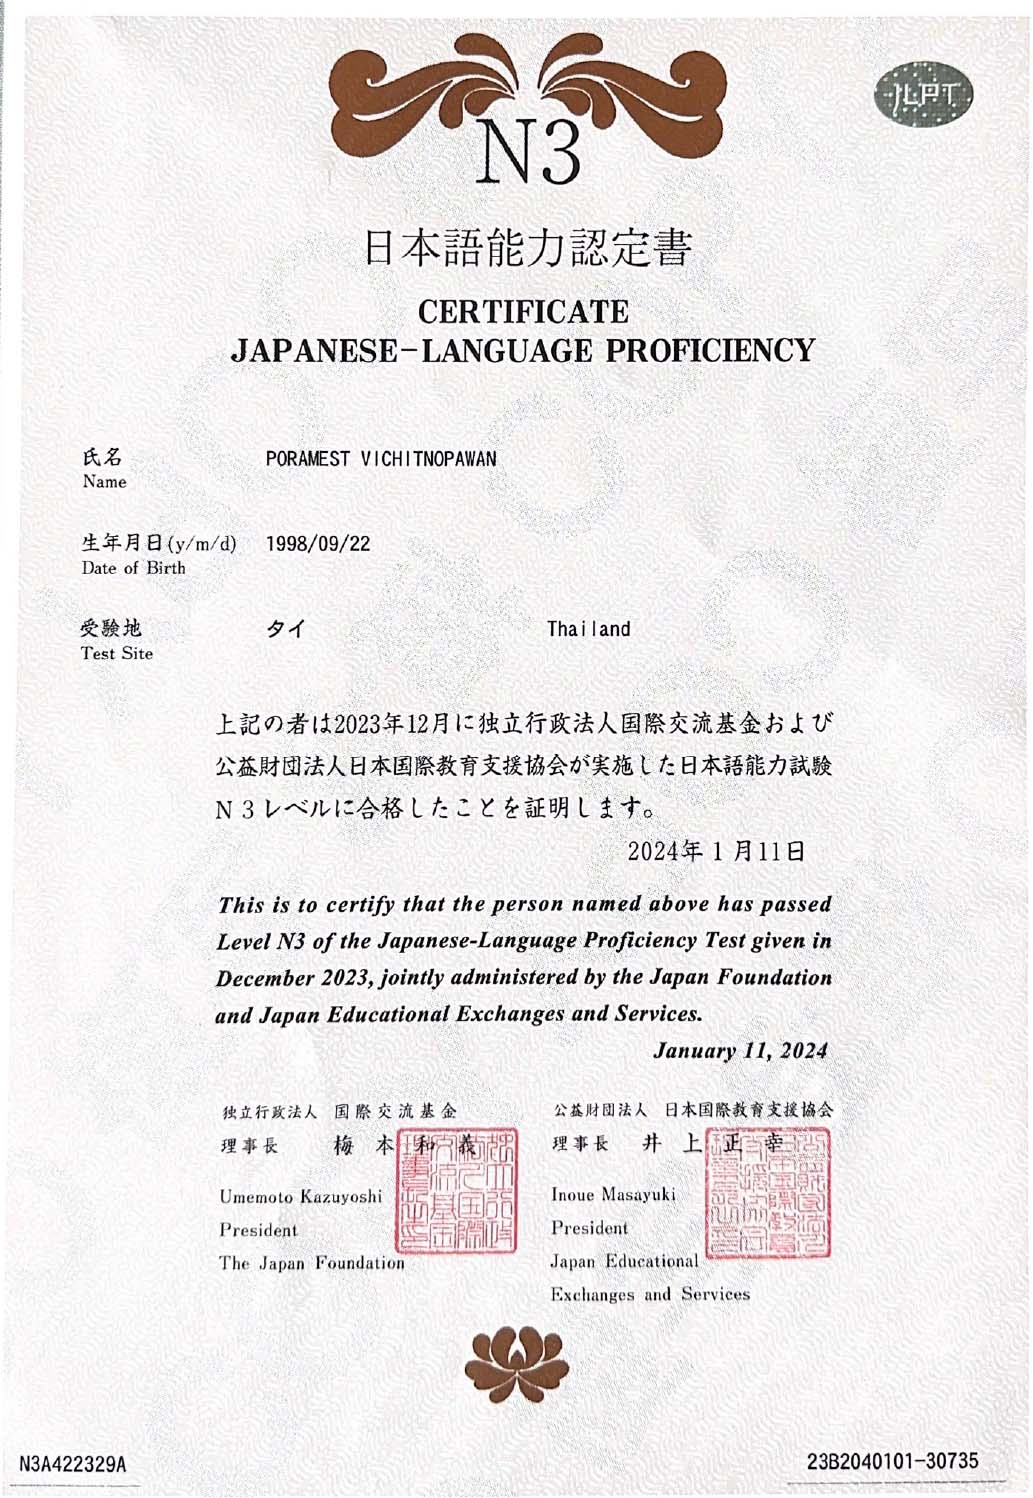 JLPT
N3
日本語能力認定書
CERTIFICATE
JAPANESE-LANGUAGE PROFICIENCY
氏名 PORAMEST VICHITNOPAWAN
Name
生年月日(y/m/d) 1998/09/22
Date of Birth
受験地 タイ Thailand
Test Site
上記の者は2023年12月に独立行政法人国際交流基金および
公益財団法人日本国際教育支援協会が実施した日本語能力試験
N3レベルに合格したことを証明します。
2024年1月11日
This is to certify that the person named above has passed
Level N3 of the Japanese-Language Proficiency Test given in
December 2023, jointly administered by the Japan Foundation
and Japan Educational Exchanges and Services.
January 11, 2024
独立行政法人 国際交流基金
理事長 梅本和義
Umemoto Kazuyoshi
President
The Japan Foundation
公益財団法人 日本国際教育支援協会
理事長 井上正幸
Inoue Masayuki
President
Japan Educational
Exchanges and Services
N3A422329A
23B2040101-30735